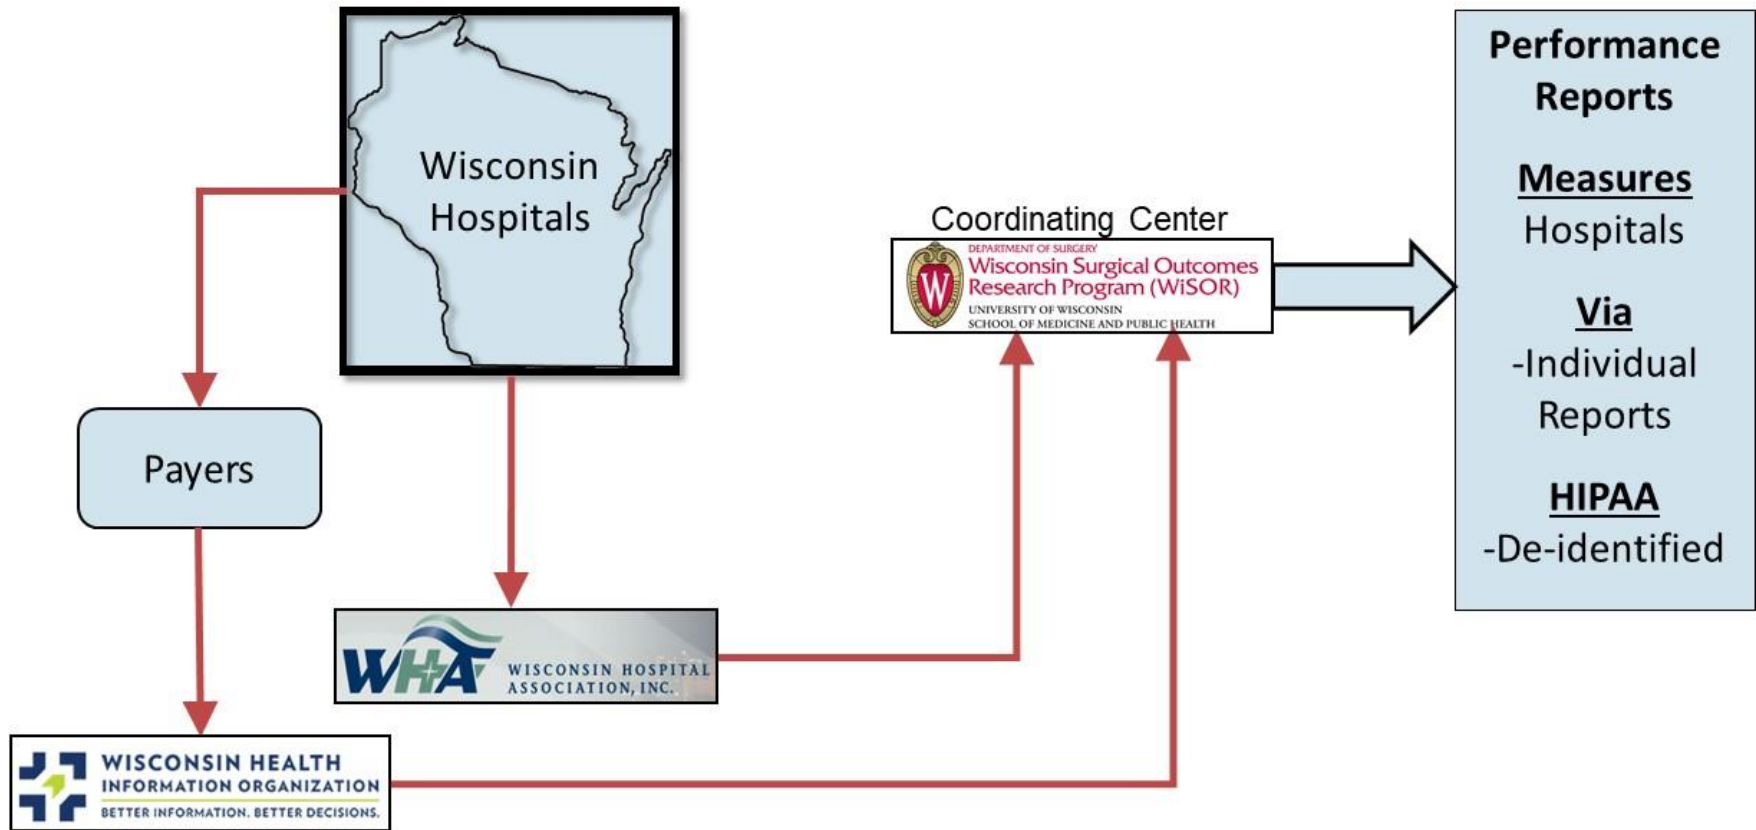 Wisconsin
Hospitals
Payers
WHA
WISCONSIN HOSPITAL
ASSOCIATION, INC.
WISCONSIN HEALTH
INFORMATION ORGANIZATION
BETTER INFORMATION. BETTER DECISIONS.
Coordinating Center
W
DEPARTMENT OF SURGERY
Wisconsin Surgical Outcomes
Research Program (WiSOR)
UNIVERSITY OF WISCONSIN
SCHOOL OF MEDICINE AND PUBLIC HEALTH
Performance
Reports
Measures
Hospitals
Via
-Individual
Reports
HIPAA
-De-identified